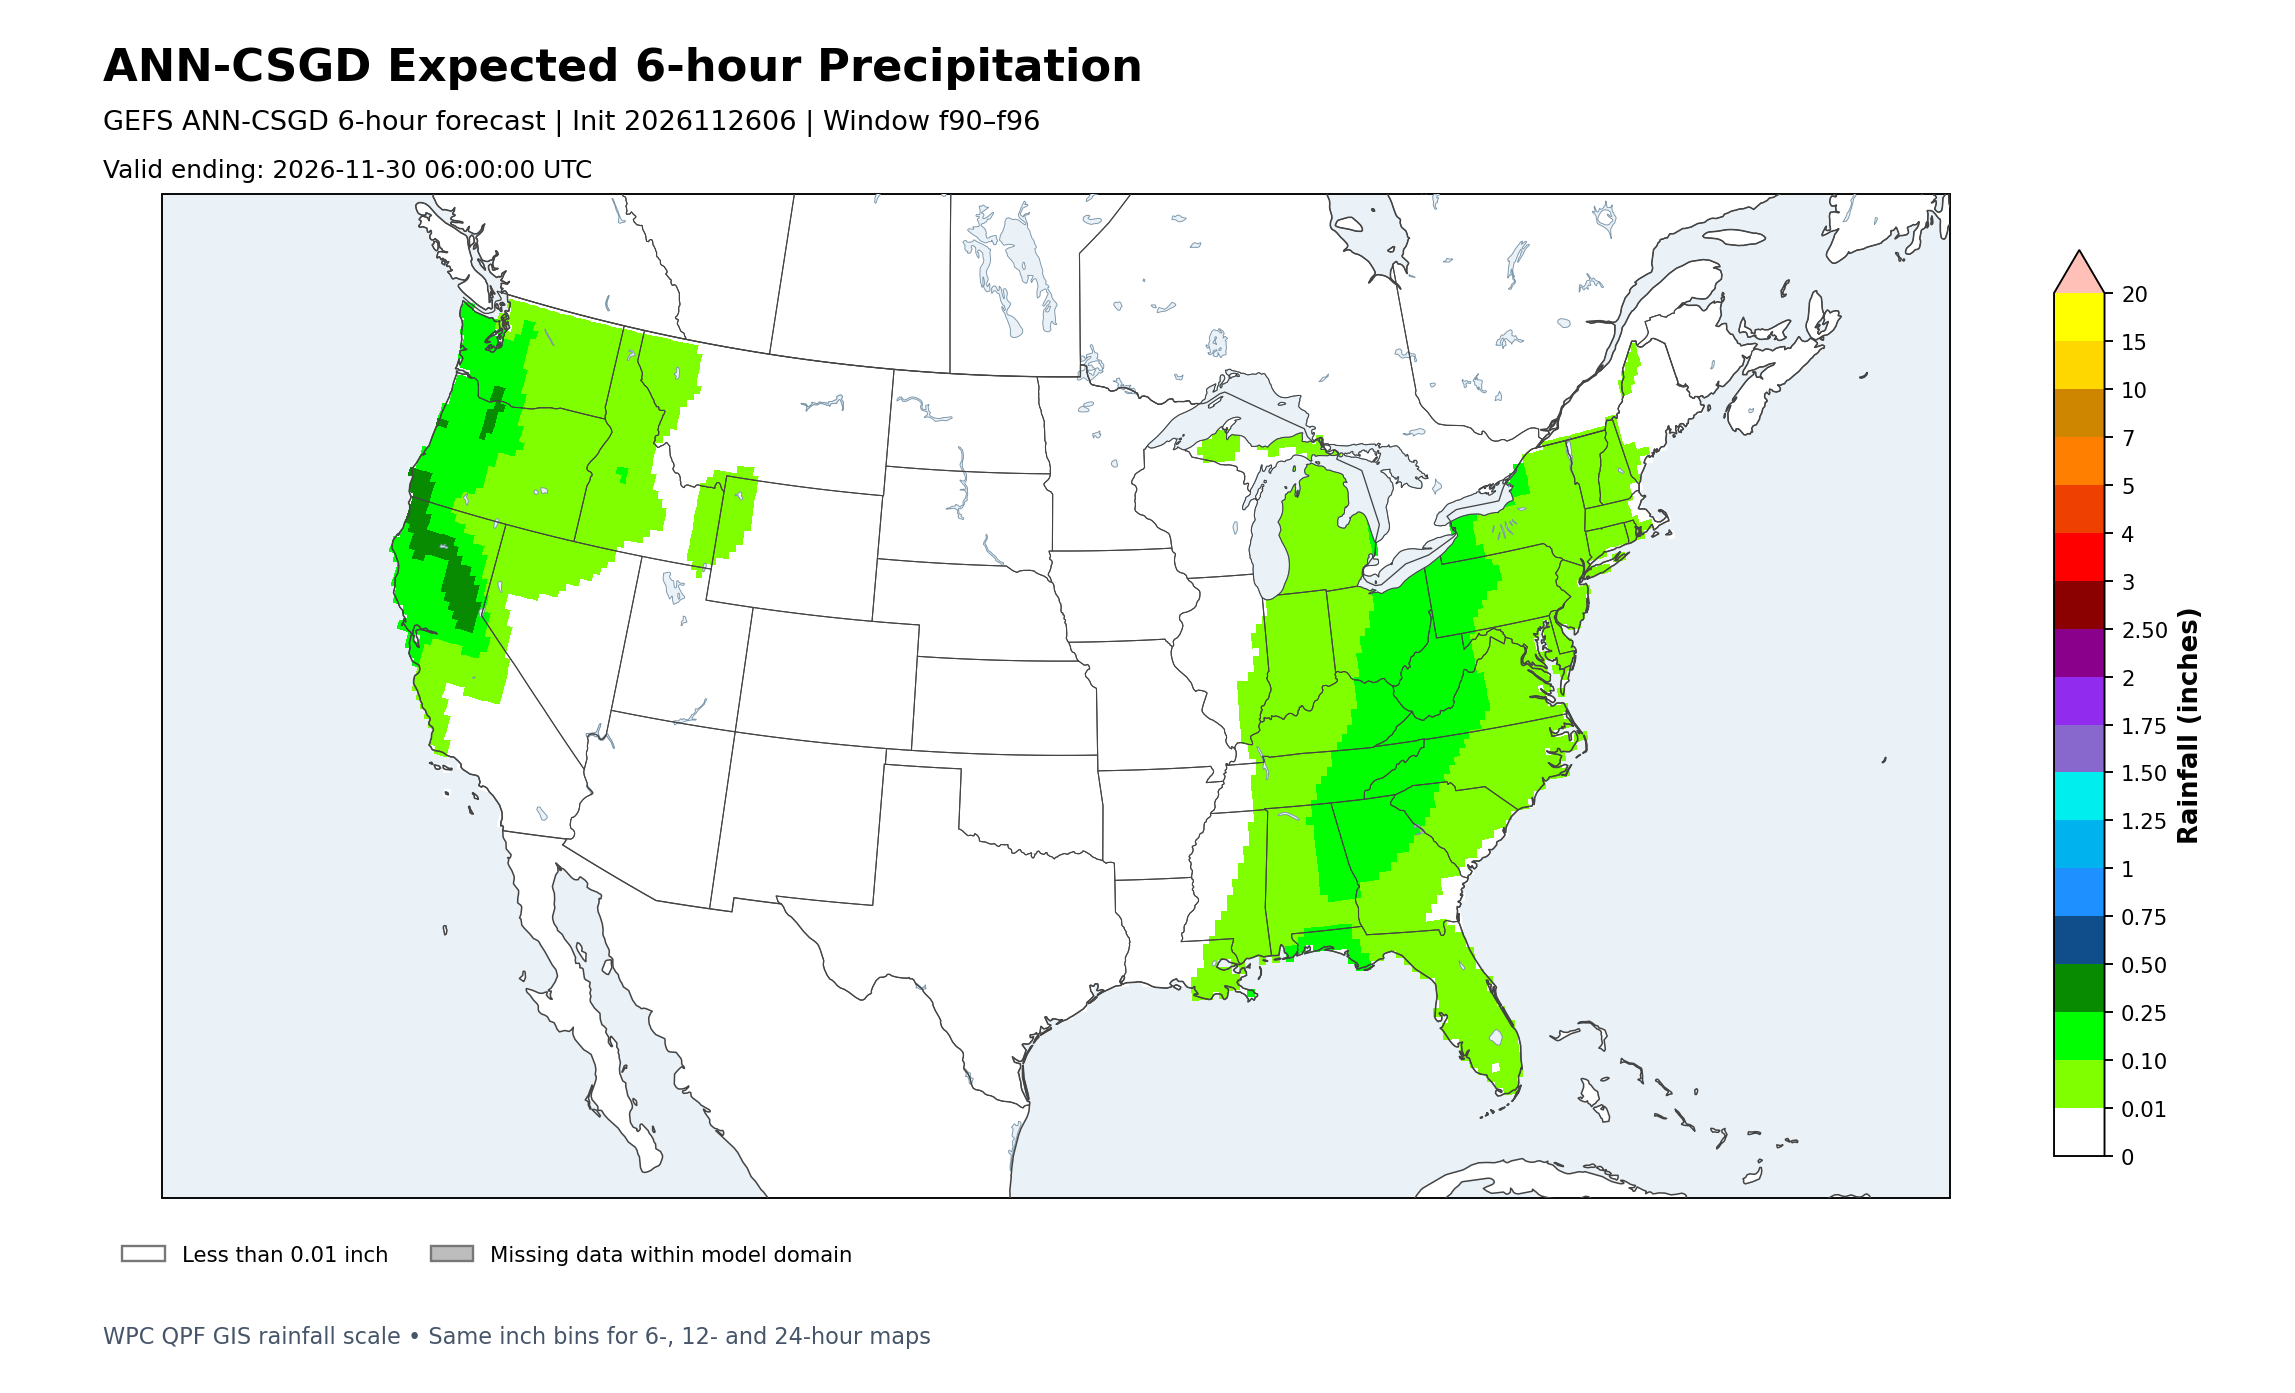 ANN-CSGD Expected 6-hour Precipitation
GEFS ANN-CSGD 6-hour forecast | Init 2026112606 | Window f90–f96
Valid ending: 2026-11-30 06:00:00 UTC
20
15
10
7
5
4
3
2.50
2
1.75
1.50
1.25
1
0.75
0.50
0.25
0.10
0.01
0
Rainfall (inches)
Less than 0.01 inch
Missing data within model domain
WPC QPF GIS rainfall scale • Same inch bins for 6-, 12- and 24-hour maps